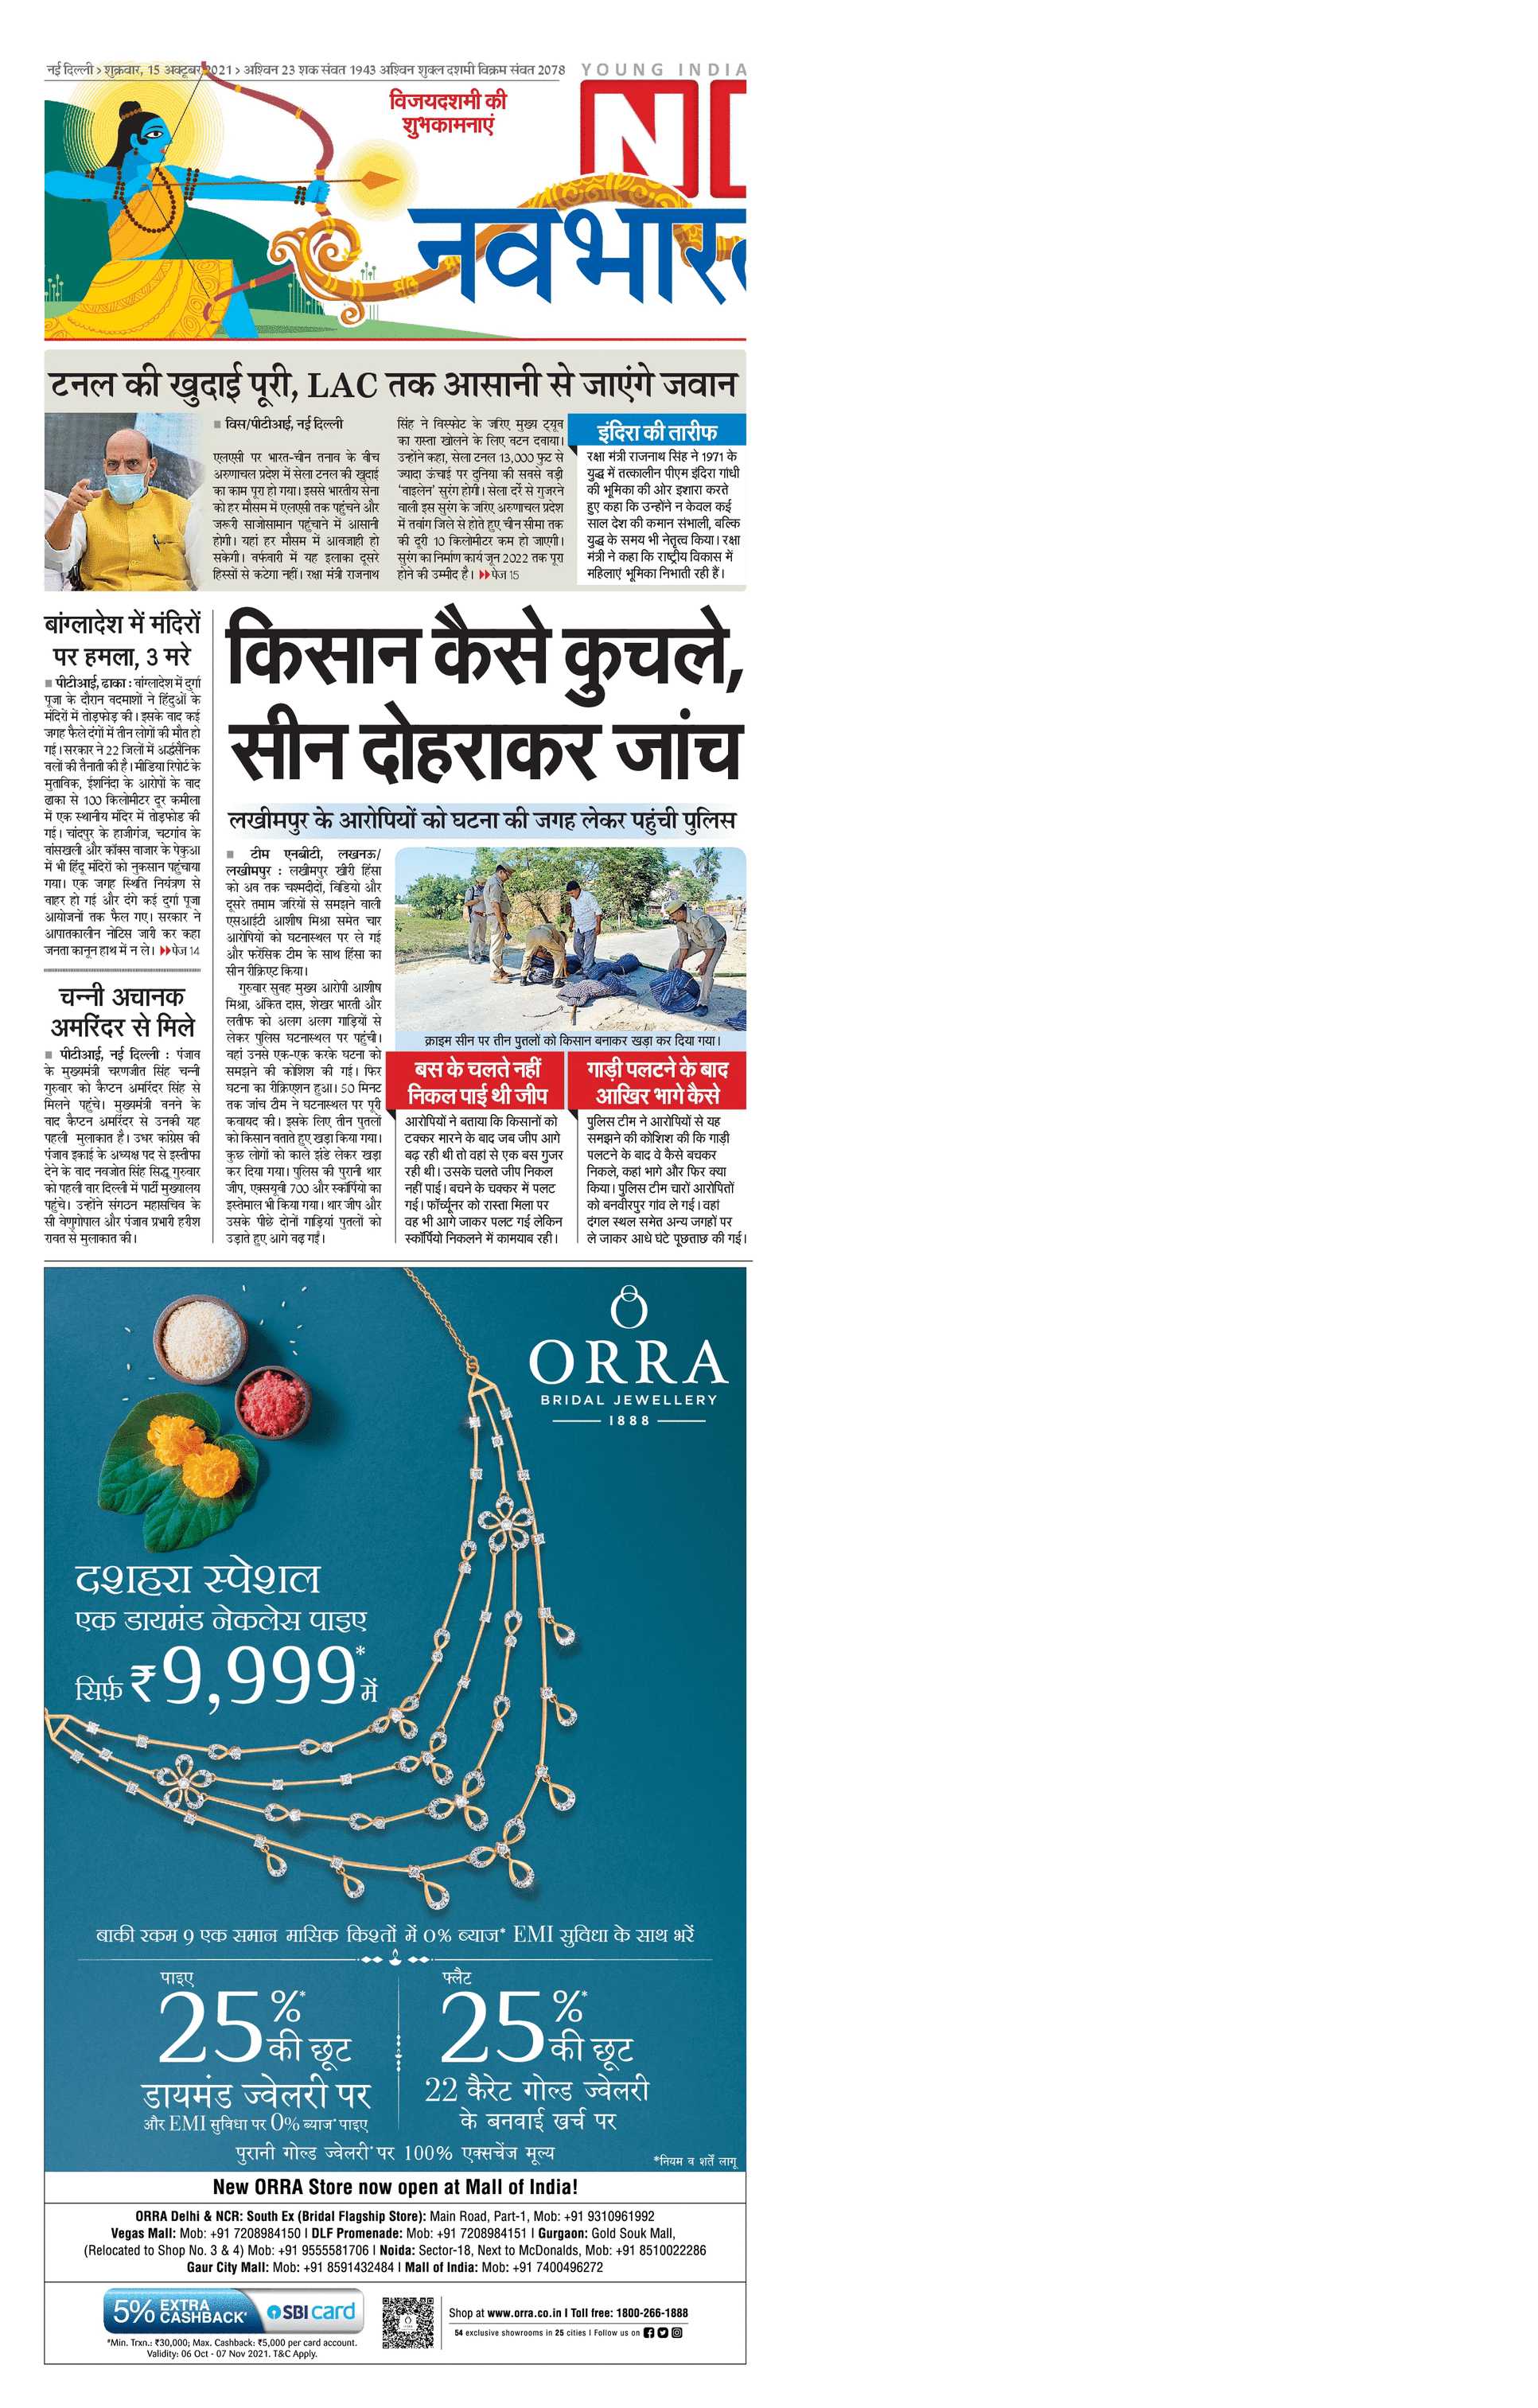 नई दिल्ली > शुक्रवार, 15 अक्टूबर 2021 > अश्विन 23 शक संवत 1943 अश्विन शुक्ल दशमी विक्रम संवत 2078
YOUNG INDIA
विजयदशमी की
शुभकामनाएं
N
नवभार
टनल की खुदाई पूरी, LAC तक आसानी से जाएंगे जवान
■ विस/पीटीआई, नई दिल्ली
एलएसी पर भारत-चीन तनाव के बीच
अरुणाचल प्रदेश में सेला टनल की खुदाई
का काम पूरा हो गया। इससे भारतीय सेना
को हर मौसम में एलएसी तक पहुंचने और
जरूरी साजोसामान पहुंचाने में आसानी
होगी। यहां हर मौसम में आवजाही हो
सकेगी। बर्फबारी में यह इलाका दूसरे
हिस्सों से कटेगा नहीं। रक्षा मंत्री राजनाथ
सिंह ने विस्फोट के जरिए मुख्य ट्यूब
का रास्ता खोलने के लिए बटन दबाया।
उन्होंने कहा, सेला टनल 13,000 फुट से
ज्यादा ऊंचाई पर दुनिया की सबसे बड़ी
'बाइलेन' सुरंग होगी। सेला दर्रे से गुजरने
वाली इस सुरंग के जरिए अरुणाचल प्रदेश
में तवांग जिले से होते हुए चीन सीमा तक
की दूरी 10 किलोमीटर कम हो जाएगी।
सुरंग का निर्माण कार्य जून 2022 तक पूरा
होने की उम्मीद है। ▶▶पेज 15
इंदिरा की तारीफ
रक्षा मंत्री राजनाथ सिंह ने 1971 के
युद्ध में तत्कालीन पीएम इंदिरा गांधी
की भूमिका की ओर इशारा करते
हुए कहा कि उन्होंने न केवल कई
साल देश की कमान संभाली, बल्कि
युद्ध के समय भी नेतृत्व किया। रक्षा
मंत्री ने कहा कि राष्ट्रीय विकास में
महिलाएं भूमिका निभाती रही हैं।
बांग्लादेश में मंदिरों
पर हमला, 3 मरे
■ पीटीआई, ढाका : बांग्लादेश में दुर्गा
पूजा के दौरान बदमाशों ने हिंदुओं के
मंदिरों में तोड़फोड़ की। इसके बाद कई
जगह फैले दंगों में तीन लोगों की मौत हो
गई। सरकार ने 22 जिलों में अर्द्धसैनिक
बलों की तैनाती की है। मीडिया रिपोर्ट के
मुताबिक, ईशनिंदा के आरोपों के बाद
ढाका से 100 किलोमीटर दूर कमीला
में एक स्थानीय मंदिर में तोड़फोड की
गई। चांदपुर के हाजीगंज, चटगांव के
बांसखली और कॉक्स बाजार के पेकुआ
में भी हिंदू मंदिरों को नुकसान पहुंचाया
गया। एक जगह स्थिति नियंत्रण से
बाहर हो गई और दंगे कई दुर्गा पूजा
आयोजनों तक फैल गए। सरकार ने
आपातकालीन नोटिस जारी कर कहा
जनता कानून हाथ में न ले। ▶▶पेज 14
चन्नी अचानक
अमरिंदर से मिले
■ पीटीआई, नई दिल्ली : पंजाब
के मुख्यमंत्री चरणजीत सिंह चन्नी
गुरुवार को कैप्टन अमरिंदर सिंह से
मिलने पहुंचे। मुख्यमंत्री बनने के
बाद कैप्टन अमरिंदर से उनकी यह
पहली मुलाकात है। उधर कांग्रेस की
पंजाब इकाई के अध्यक्ष पद से इस्तीफा
देने के बाद नवजोत सिंह सिद्धू गुरुवार
को पहली बार दिल्ली में पार्टी मुख्यालय
पहुंचे। उन्होंने संगठन महासचिव के
सी वेणुगोपाल और पंजाब प्रभारी हरीश
रावत से मुलाकात की।
किसान कैसे कुचले,
सीन दोहराकर जांच
लखीमपुर के आरोपियों को घटना की जगह लेकर पहुंची पुलिस
■ टीम एनबीटी, लखनऊ/
लखीमपुर : लखीमपुर खीरी हिंसा
को अब तक चश्मदीदों, विडियो और
दूसरे तमाम जरियों से समझने वाली
एसआईटी आशीष मिश्रा समेत चार
आरोपियों को घटनास्थल पर ले गई
और फरेंसिक टीम के साथ हिंसा का
सीन रीक्रिएट किया।
गुरुवार सुबह मुख्य आरोपी आशीष
मिश्रा, अंकित दास, शेखर भारती और
लतीफ को अलग अलग गाड़ियों से
लेकर पुलिस घटनास्थल पर पहुंची।
वहां उनसे एक-एक करके घटना को
समझने की कोशिश की गई। फिर
घटना का रीक्रिएशन हुआ। 50 मिनट
तक जांच टीम ने घटनास्थल पर पूरी
कवायद की। इसके लिए तीन पुतलों
को किसान बताते हुए खड़ा किया गया।
कुछ लोगों को काले झंडे लेकर खड़ा
कर दिया गया। पुलिस की पुरानी थार
जीप, एक्सयूवी 700 और स्कॉर्पियो का
इस्तेमाल भी किया गया। थार जीप और
उसके पीछे दोनों गाड़ियां पुतलों को
उड़ाते हुए आगे बढ़ गईं।
क्राइम सीन पर तीन पुतलों को किसान बनाकर खड़ा कर दिया गया।
बस के चलते नहीं
निकल पाई थी जीप
आरोपियों ने बताया कि किसानों को
टक्कर मारने के बाद जब जीप आगे
बढ़ रही थी तो वहां से एक बस गुजर
रही थी। उसके चलते जीप निकल
नहीं पाई। बचने के चक्कर में पलट
गई। फॉर्च्यूनर को रास्ता मिला पर
वह भी आगे जाकर पलट गई लेकिन
स्कॉर्पियो निकलने में कामयाब रही।
गाड़ी पलटने के बाद
आखिर भागे कैसे
पुलिस टीम ने आरोपियों से यह
समझने की कोशिश की कि गाड़ी
पलटने के बाद वे कैसे बचकर
निकले, कहां भागे और फिर क्या
किया। पुलिस टीम चारों आरोपितों
को बनवीरपुर गांव ले गई। वहां
दंगल स्थल समेत अन्य जगहों पर
ले जाकर आधे घंटे पूछताछ की गई।
ORRA
BRIDAL JEWELLERY
1888
दशहरा स्पेशल
एक डायमंड नेकलेस पाइए
सिर्फ़ ₹9,999* में
बाकी रकम 9 एक समान मासिक किश्तों में 0% ब्याज* EMI सुविधा के साथ भरें
पाइए
25%* की छूट
डायमंड ज्वेलरी पर
और EMI सुविधा पर 0% ब्याज* पाइए
फ्लैट
25%* की छूट
22 कैरेट गोल्ड ज्वेलरी
के बनवाई खर्च पर
पुरानी गोल्ड ज्वेलरी* पर 100% एक्सचेंज मूल्य
*नियम व शर्तें लागू
New ORRA Store now open at Mall of India!
ORRA Delhi & NCR: South Ex (Bridal Flagship Store): Main Road, Part-1, Mob: +91 9310961992
Vegas Mall: Mob: +91 7208984150 I DLF Promenade: Mob: +91 7208984151 I Gurgaon: Gold Souk Mall,
(Relocated to Shop No. 3 & 4) Mob: +91 9555581706 I Noida: Sector-18, Next to McDonalds, Mob: +91 8510022286
Gaur City Mall: Mob: +91 8591432484 I Mall of India: Mob: +91 7400496272
5% EXTRA CASHBACK* SBI card
*Min. Trxn.: ₹30,000; Max. Cashback: ₹5,000 per card account.
Validity: 06 Oct - 07 Nov 2021. T&C Apply.
Shop at www.orra.co.in I Toll free: 1800-266-1888
54 exclusive showrooms in 25 cities I Follow us on